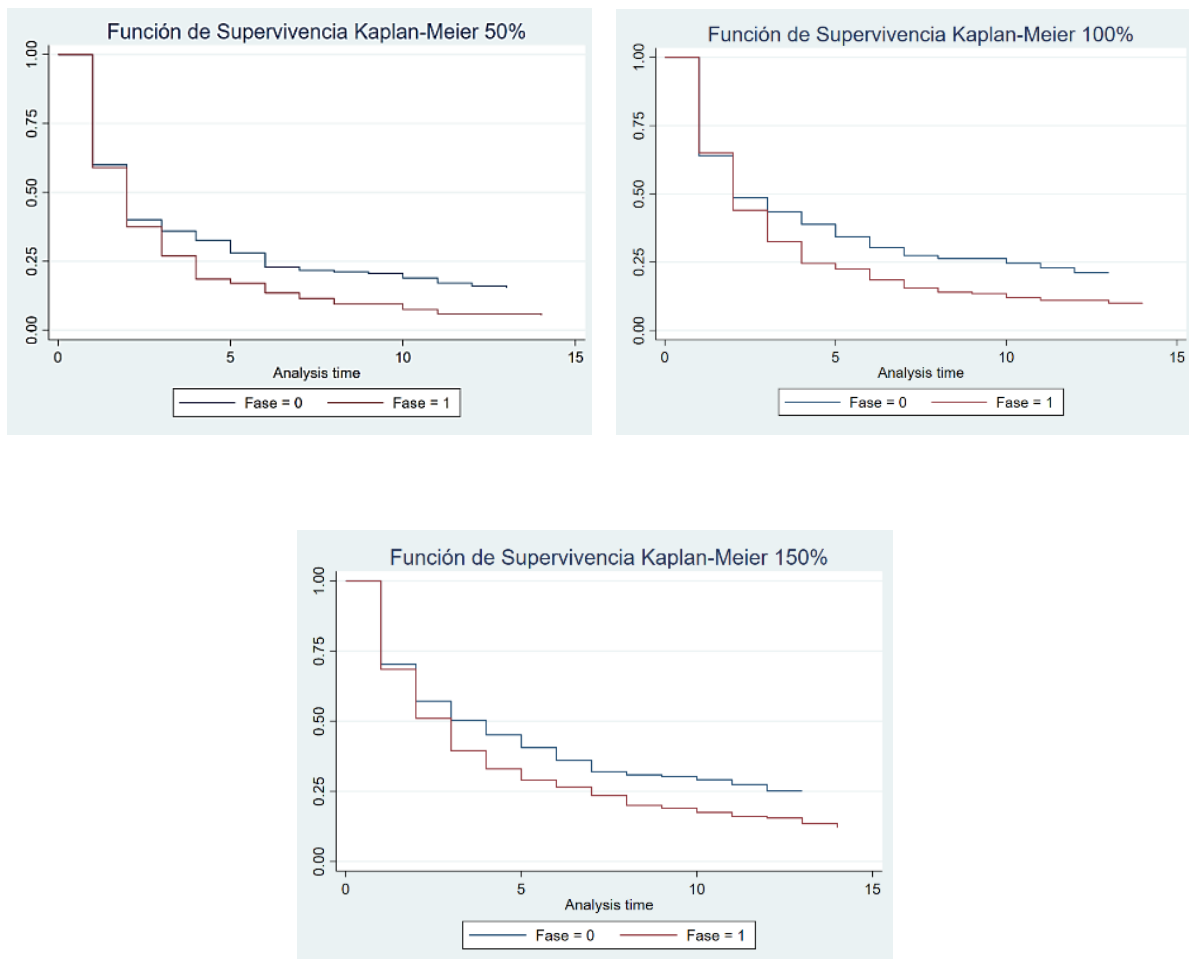 Función de Supervivencia Kaplan-Meier 50%
1.00
0.75
0.50
0.25
0.00
0 5 10 15
Analysis time
Fase = 0 Fase = 1
Función de Supervivencia Kaplan-Meier 100%
1.00
0.75
0.50
0.25
0.00
0 5 10 15
Analysis time
Fase = 0 Fase = 1
Función de Supervivencia Kaplan-Meier 150%
1.00
0.75
0.50
0.25
0.00
0 5 10 15
Analysis time
Fase = 0 Fase = 1